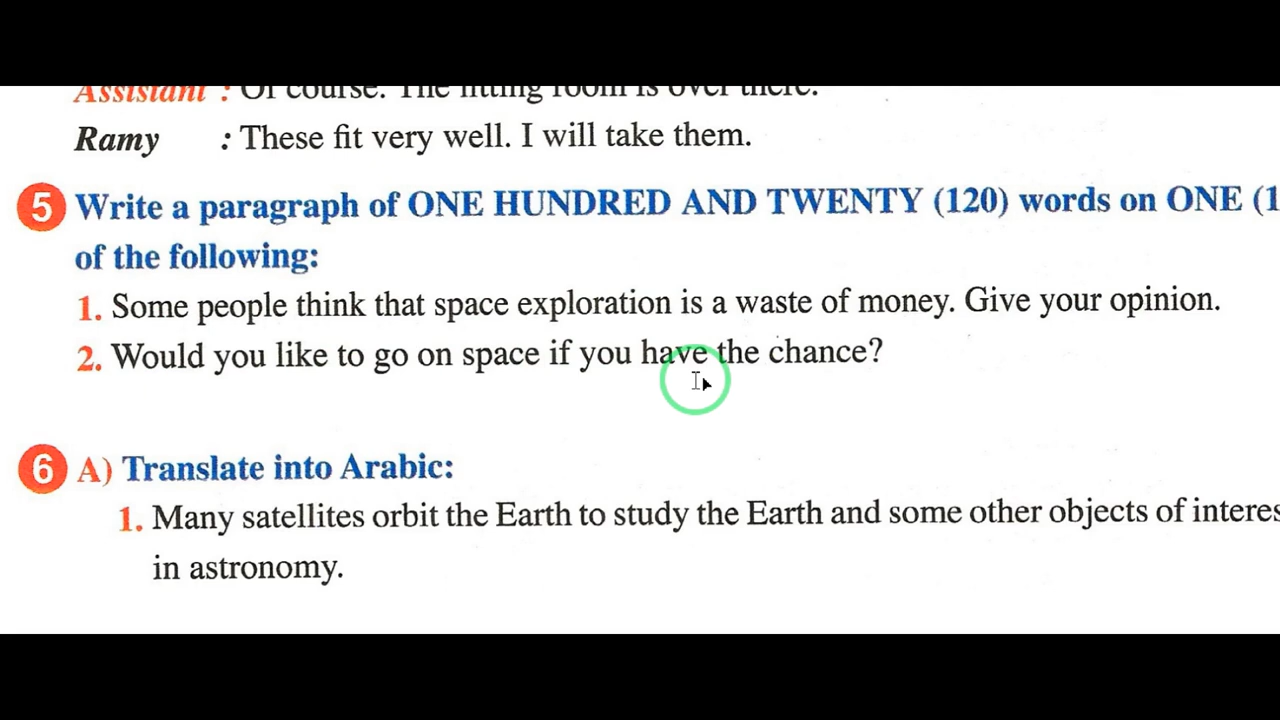 Assistant : Of course. The fitting room is over there.
Ramy : These fit very well. I will take them.
5 Write a paragraph of ONE HUNDRED AND TWENTY (120) words on ONE (1
of the following:
1. Some people think that space exploration is a waste of money. Give your opinion.
2. Would you like to go on space if you have the chance?
6 A) Translate into Arabic:
1. Many satellites orbit the Earth to study the Earth and some other objects of interes
in astronomy.